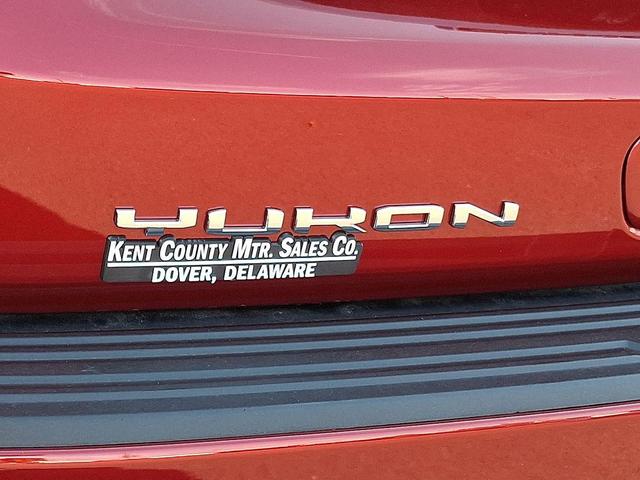 YUKON
KENT COUNTY MTR. SALES CO.
DOVER, DELAWARE